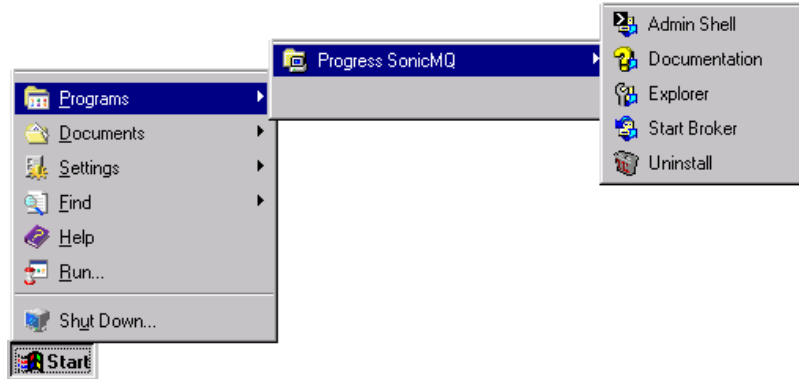 Admin Shell
Documentation
Explorer
Start Broker
Uninstall
Progress SonicMQ
Programs
Documents
Settings
Find
Help
Run...
Shut Down...
Start